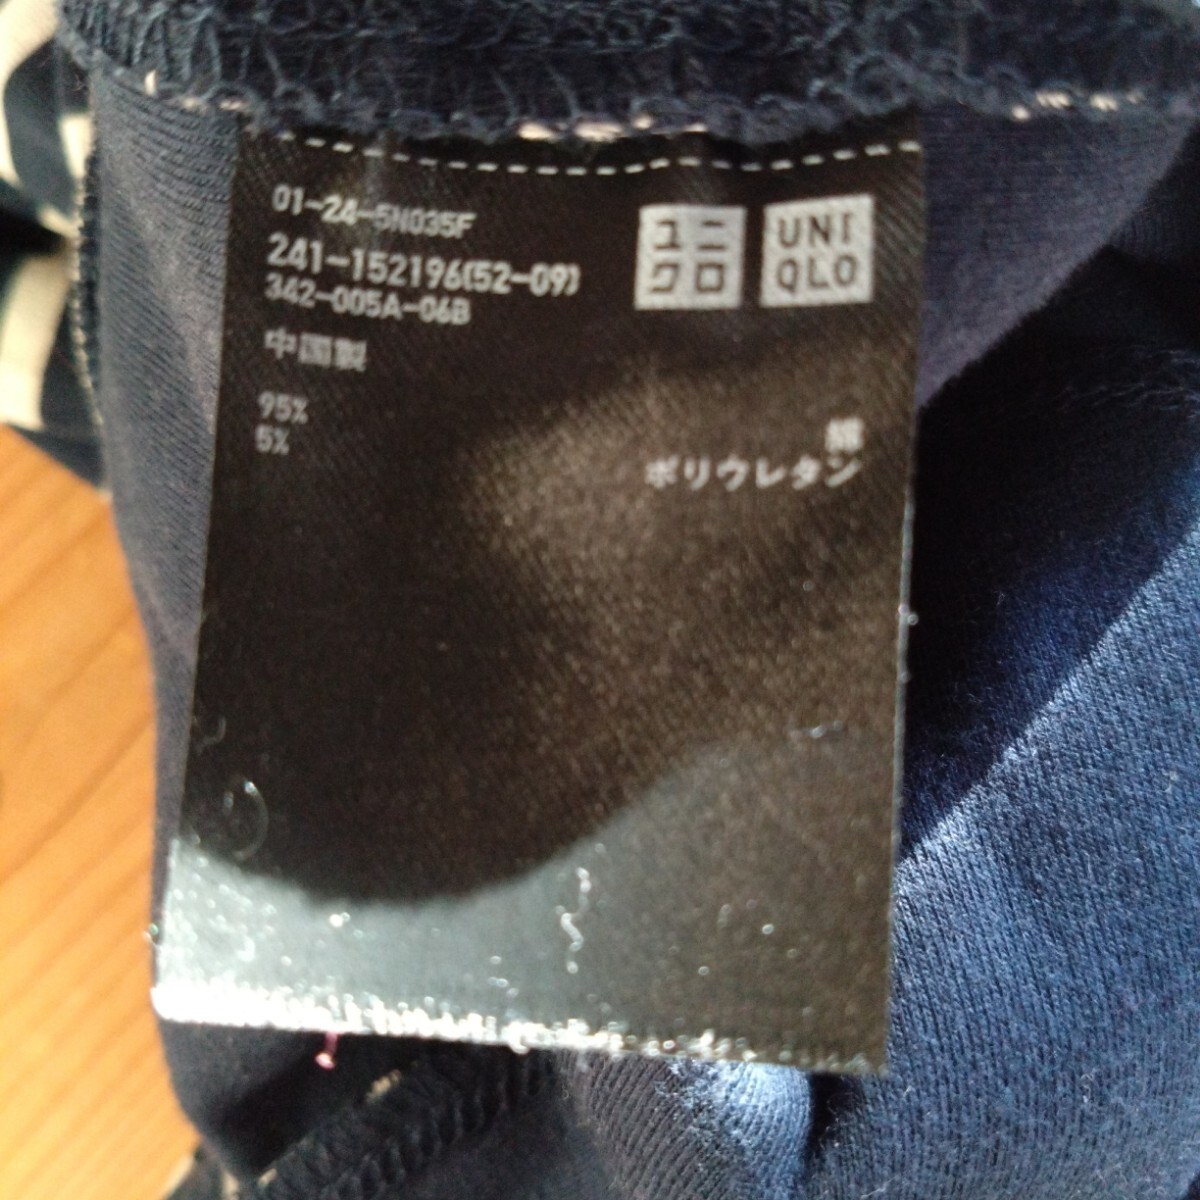 01-24-5N035F
241-152196(52-09)
342-005A-06B
ユニ
クロ
UNI
QLO
中国製
95% 綿
5% ポリウレタン